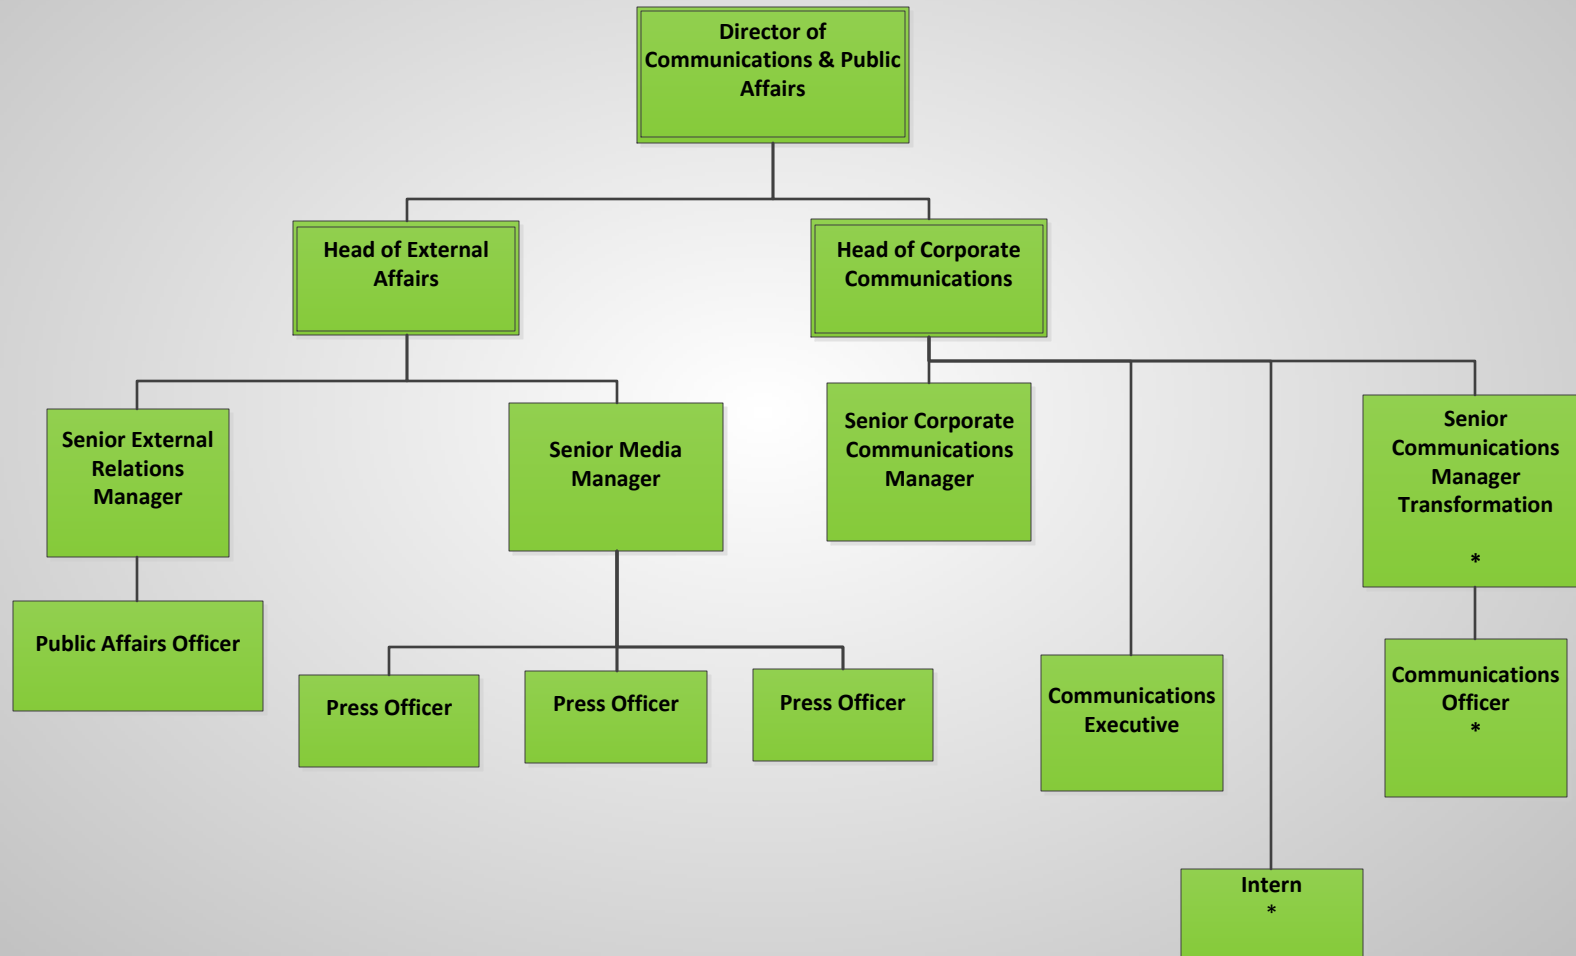 Director of
Communications & Public
Affairs
Head of External
Affairs
Head of Corporate
Communications
Senior External
Relations
Manager
Senior Media
Manager
Senior Corporate
Communications
Manager
Senior
Communications
Manager
Transformation
*
Public Affairs Officer
Press Officer
Press Officer
Press Officer
Communications
Executive
Communications
Officer
*
Intern
*